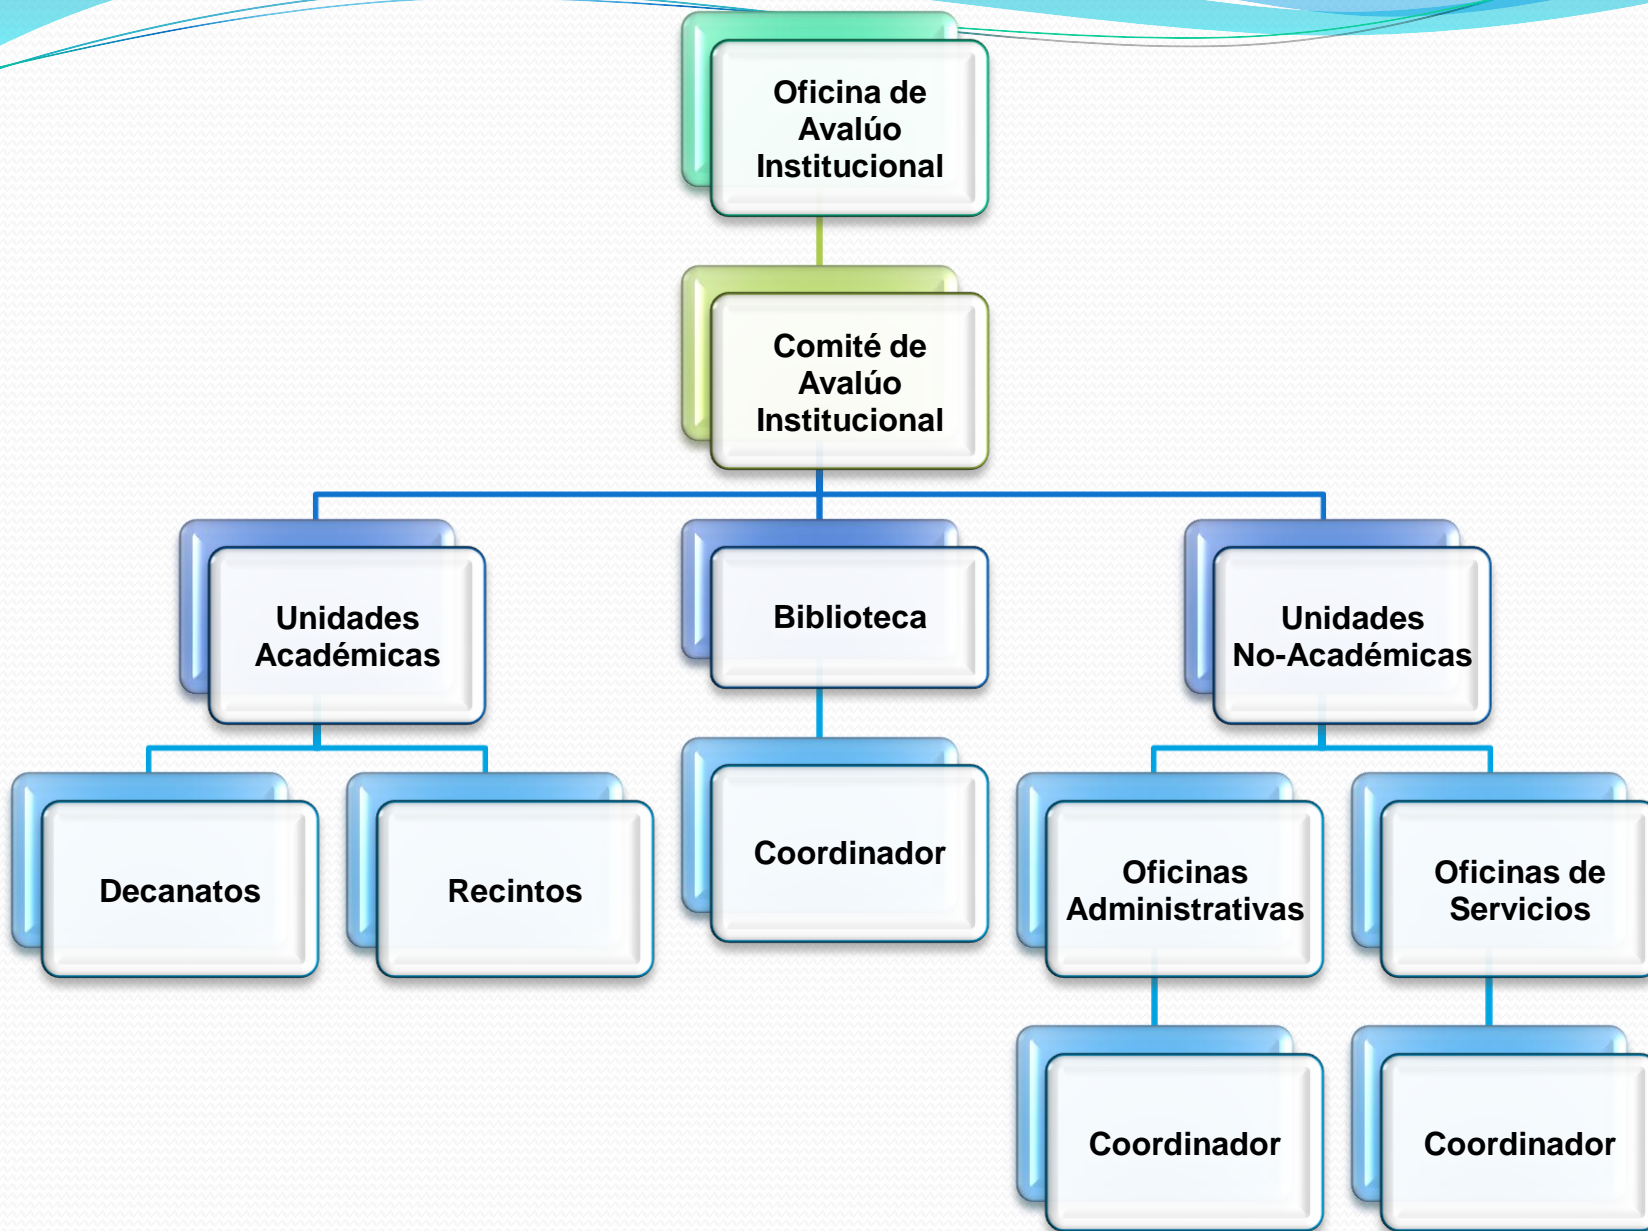 Oficina de
Avalúo
Institucional
Comité de
Avalúo
Institucional
Unidades
Académicas
Biblioteca
Unidades
No-Académicas
Decanatos
Recintos
Coordinador
Oficinas
Administrativas
Oficinas de
Servicios
Coordinador
Coordinador